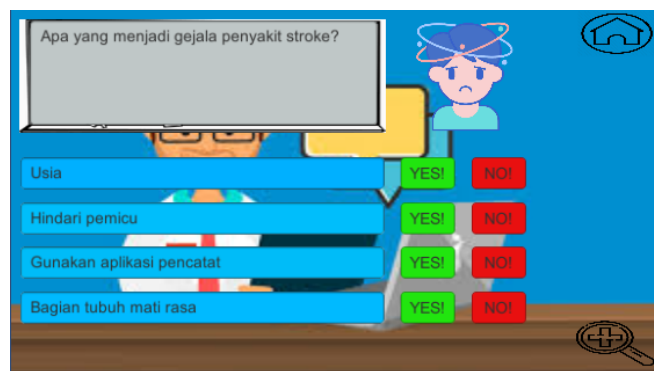 Apa yang menjadi gejala penyakit stroke?
Usia YES! NO!
Hindari pemicu YES! NO!
Gunakan aplikasi pencatat YES! NO!
Bagian tubuh mati rasa YES! NO!